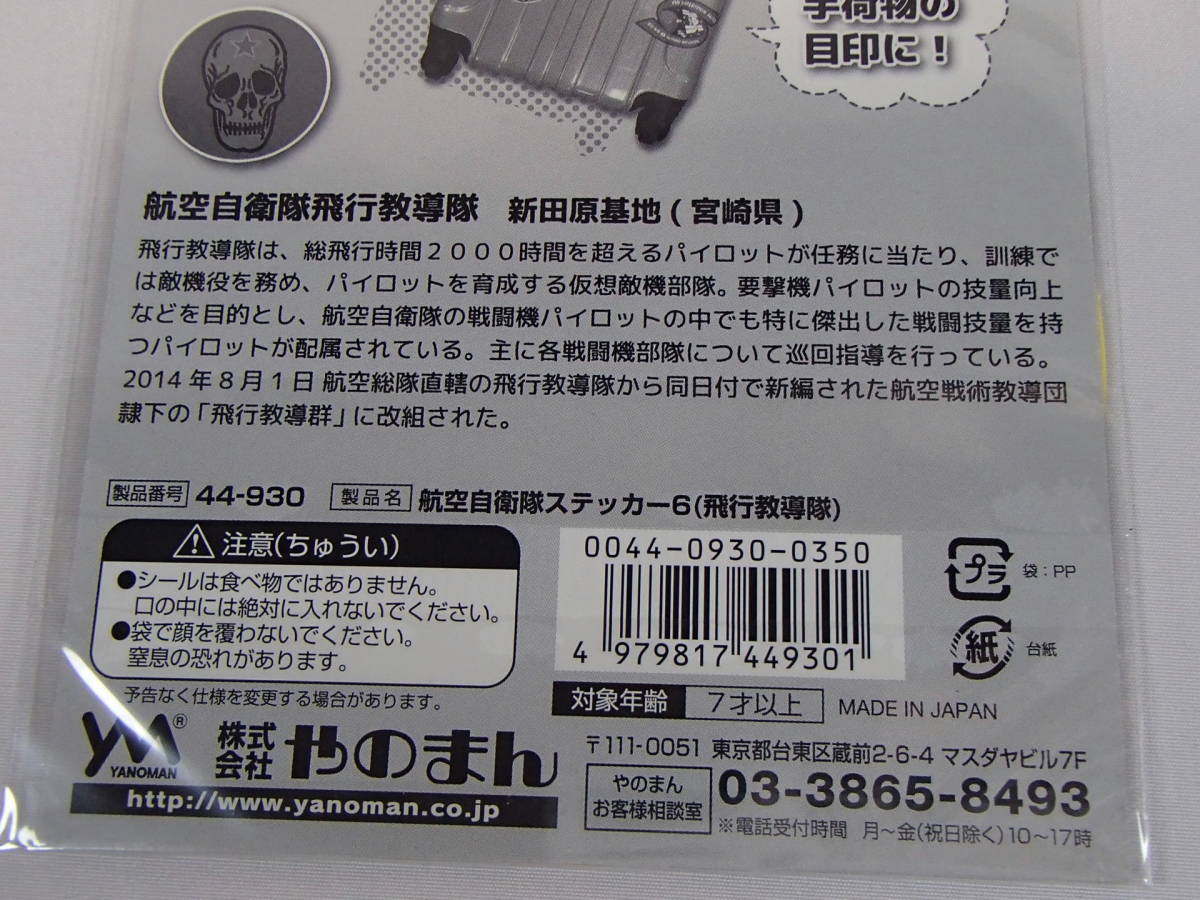 手荷物の
目印に！
航空自衛隊飛行教導隊　新田原基地(宮崎県)
飛行教導隊は、総飛行時間２０００時間を超えるパイロットが任務に当たり、訓練で
は敵機役を務め、パイロットを育成する仮想敵機部隊。要撃機パイロットの技量向上
などを目的とし、航空自衛隊の戦闘機パイロットの中でも特に傑出した戦闘技量を持
つパイロットが配属されている。主に各戦闘機部隊について巡回指導を行っている。
2014年8月1日 航空総隊直轄の飛行教導隊から同日付で新編された航空戦術教導団
隷下の「飛行教導群」に改組された。
製品番号 44-930 製品名 航空自衛隊ステッカー6(飛行教導隊)
注意(ちゅうい)
●シールは食べ物ではありません。
口の中には絶対に入れないでください。
●袋で顔を覆わないでください。
窒息の恐れがあります。
予告なく仕様を変更する場合があります。
0044-0930-0350
4 979817 449301
プラ 袋：PP
紙 台紙
対象年齢 7才以上 MADE IN JAPAN
YM® YANOMAN
株式会社 やのまん
http://www.yanoman.co.jp
〒111-0051 東京都台東区蔵前2-6-4 マスダヤビル7F
やのまん
お客様相談室
03-3865-8493
※電話受付時間 月～金(祝日除く)10～17時